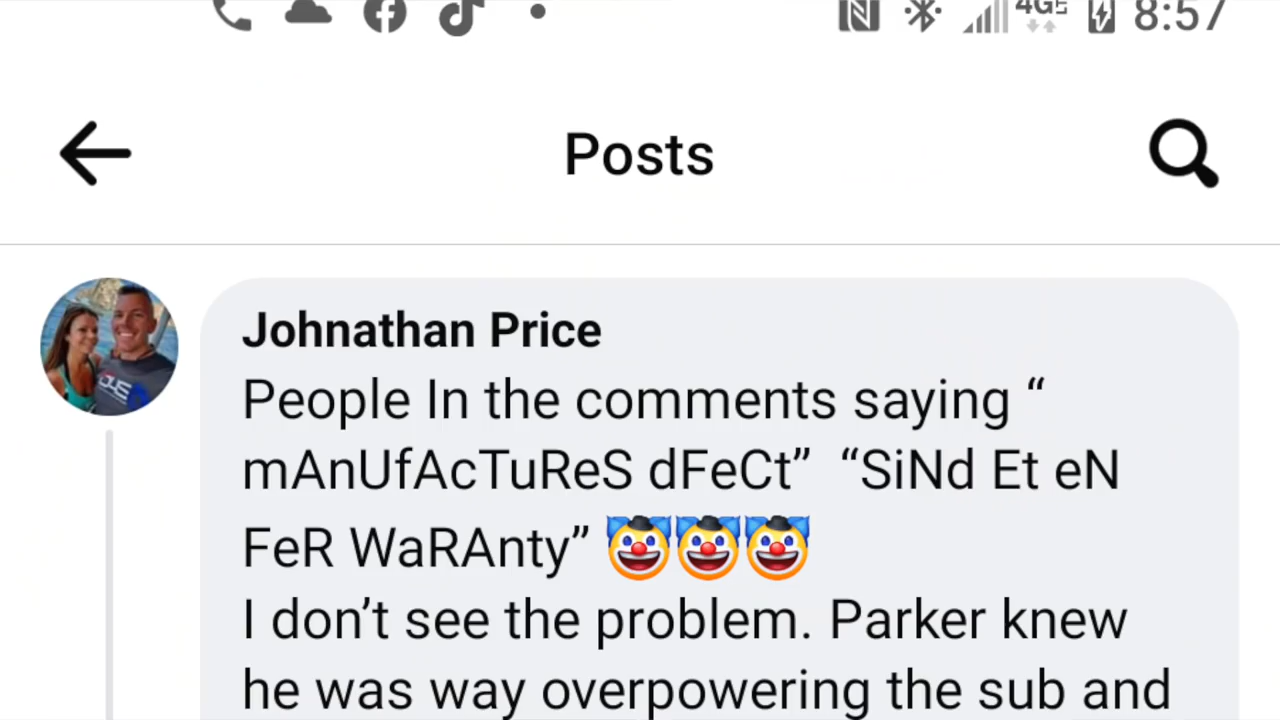 4G 8:57
Posts
Johnathan Price
People In the comments saying “
mAnUfAcTuReS dFeCt”  “SiNd Et eN
FeR WaRAnty” 🤡🤡🤡
I don’t see the problem. Parker knew
he was way overpowering the sub and